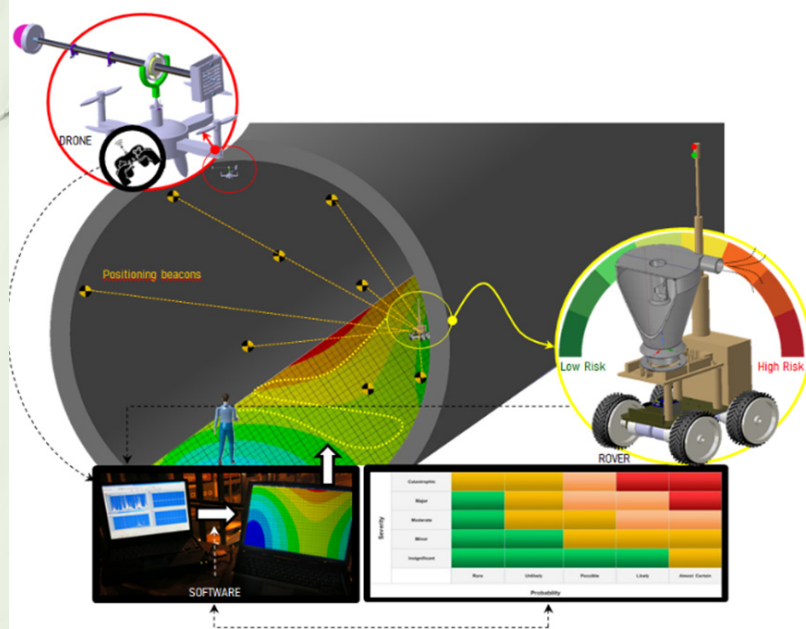 DRONE
Positioning beacons
Low Risk
High Risk
ROVER
SOFTWARE
Severity
Catastrophic
Major
Moderate
Minor
Insignificant
Rare
Unlikely
Possible
Likely
Almost Certain
Probability